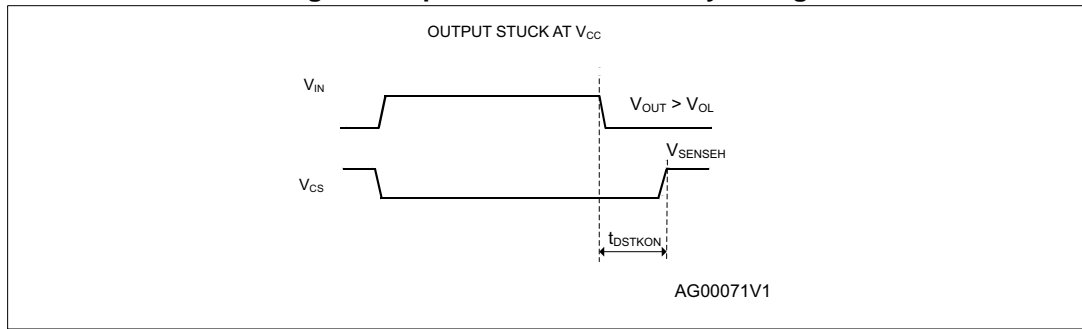 OUTPUT STUCK AT VCC
VIN
VOUT > VOL
VSENSEH
VCS
tDSTKON
AG00071V1